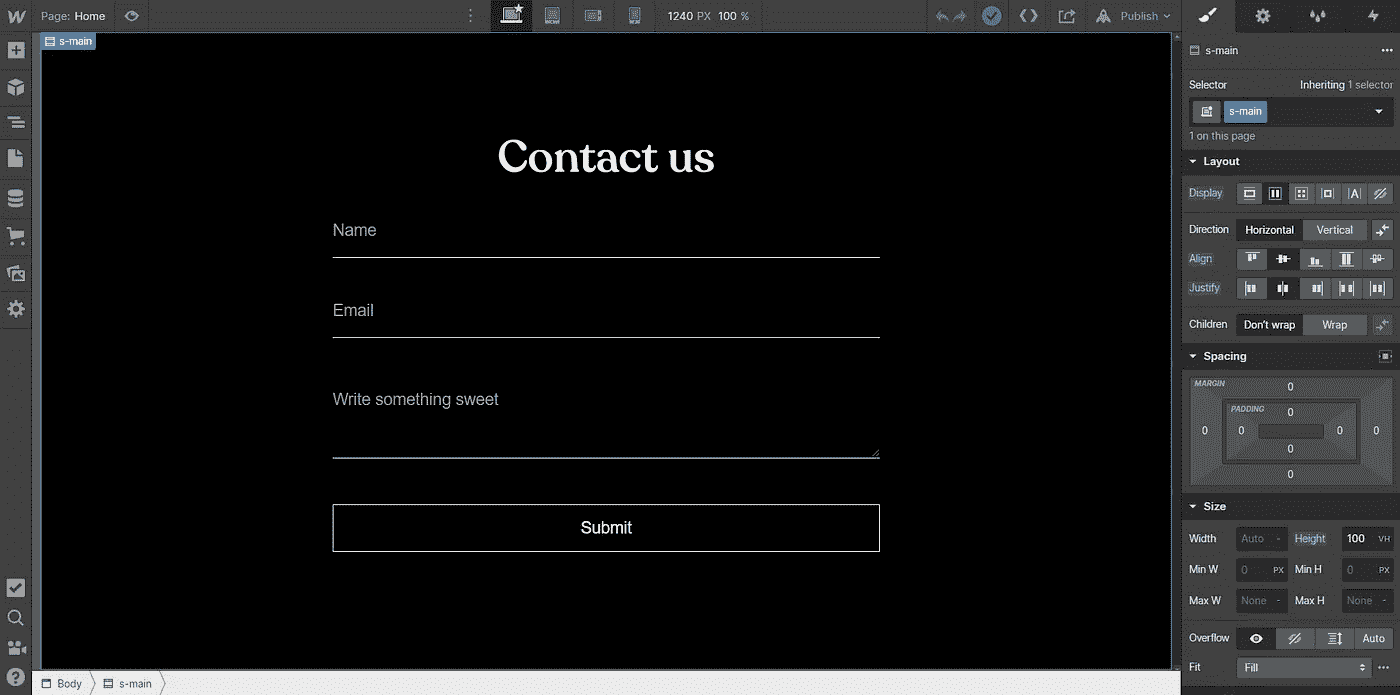 Page: Home
1240 PX 100 %
Publish
s-main
s-main
Selector
Inheriting 1 selector
s-main
1 on this page
Layout
Display
Direction Horizontal Vertical
Align
Justify
Children Don't wrap Wrap
Spacing
MARGIN
0
PADDING
0
0 0 0 0
0
0
Size
Width Auto - Height 100 VH
Min W 0 PX Min H 0 PX
Max W None - Max H None -
Overflow Auto
Fit Fill
Contact us
Name
Email
Write something sweet
Submit
Body s-main